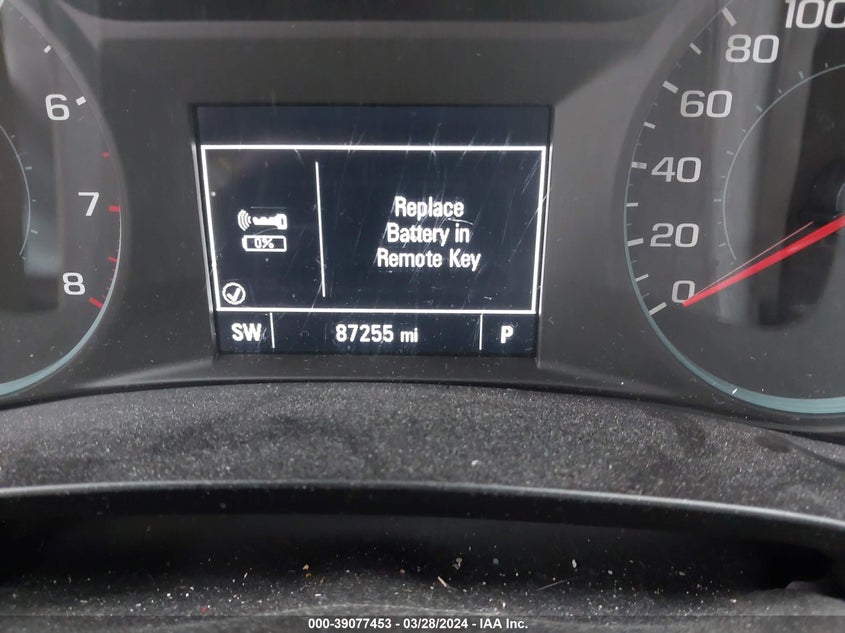 6
7
8
0%
Replace
Battery in
Remote Key
SW 87255 mi P
100
80
60
40
20
0
000-39077453 - 03/28/2024 - IAA Inc.